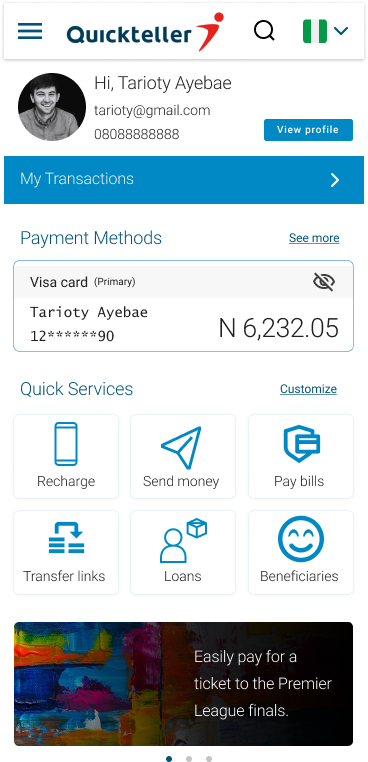 Quickteller
Hi, Tarioty Ayebae
tarioty@gmail.com
08088888888
View profile
My Transactions
Payment Methods
See more
Visa card (Primary)
Tarioty Ayebae
12******90
N 6,232.05
Quick Services
Customize
Recharge
Send money
Pay bills
Transfer links
Loans
Beneficiaries
Easily pay for a
ticket to the Premier
League finals.